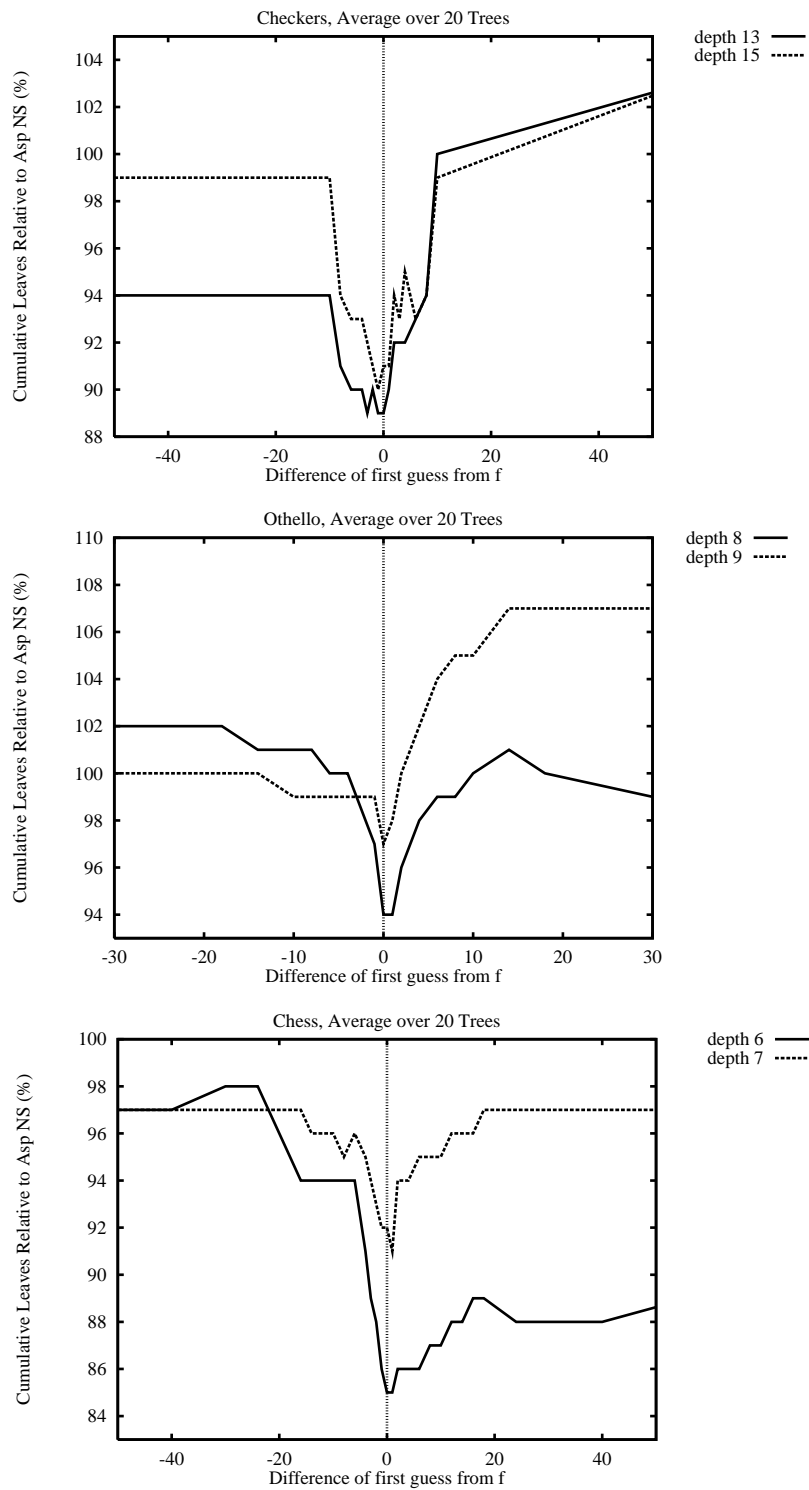 Checkers, Average over 20 Trees
depth 13
depth 15
Cumulative Leaves Relative to Asp NS (%)
104
102
100
98
96
94
92
90
88
-40 -20 0 20 40
Difference of first guess from f
Othello, Average over 20 Trees
depth 8
depth 9
Cumulative Leaves Relative to Asp NS (%)
110
108
106
104
102
100
98
96
94
-30 -20 -10 0 10 20 30
Difference of first guess from f
Chess, Average over 20 Trees
depth 6
depth 7
Cumulative Leaves Relative to Asp NS (%)
100
98
96
94
92
90
88
86
84
-40 -20 0 20 40
Difference of first guess from f